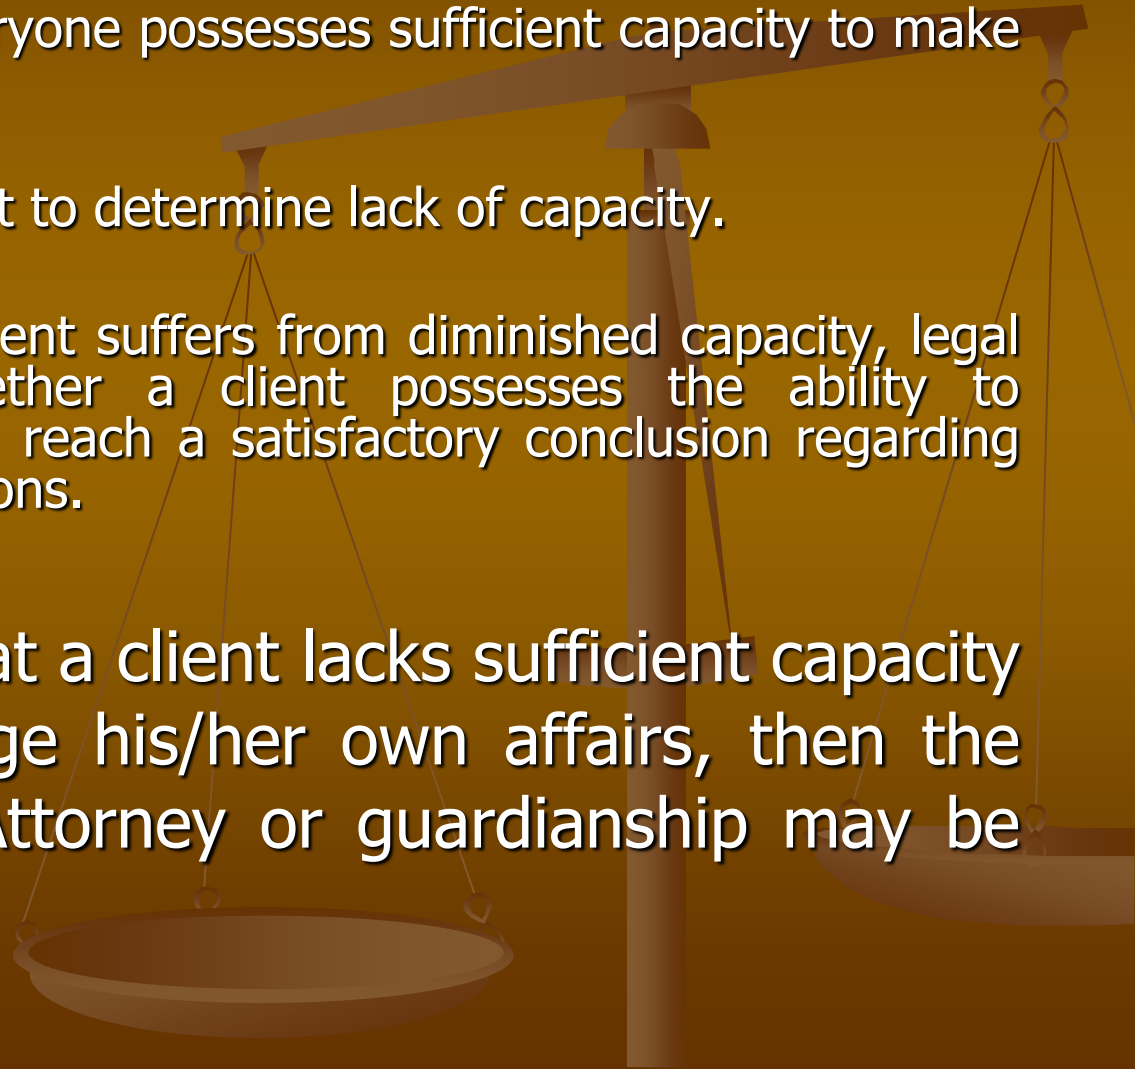 ryone possesses sufficient capacity to make
t to determine lack of capacity.
ent suffers from diminished capacity, legal
ether a client possesses the ability to
reach a satisfactory conclusion regarding
ons.
at a client lacks sufficient capacity
ge his/her own affairs, then the
Attorney or guardianship may be